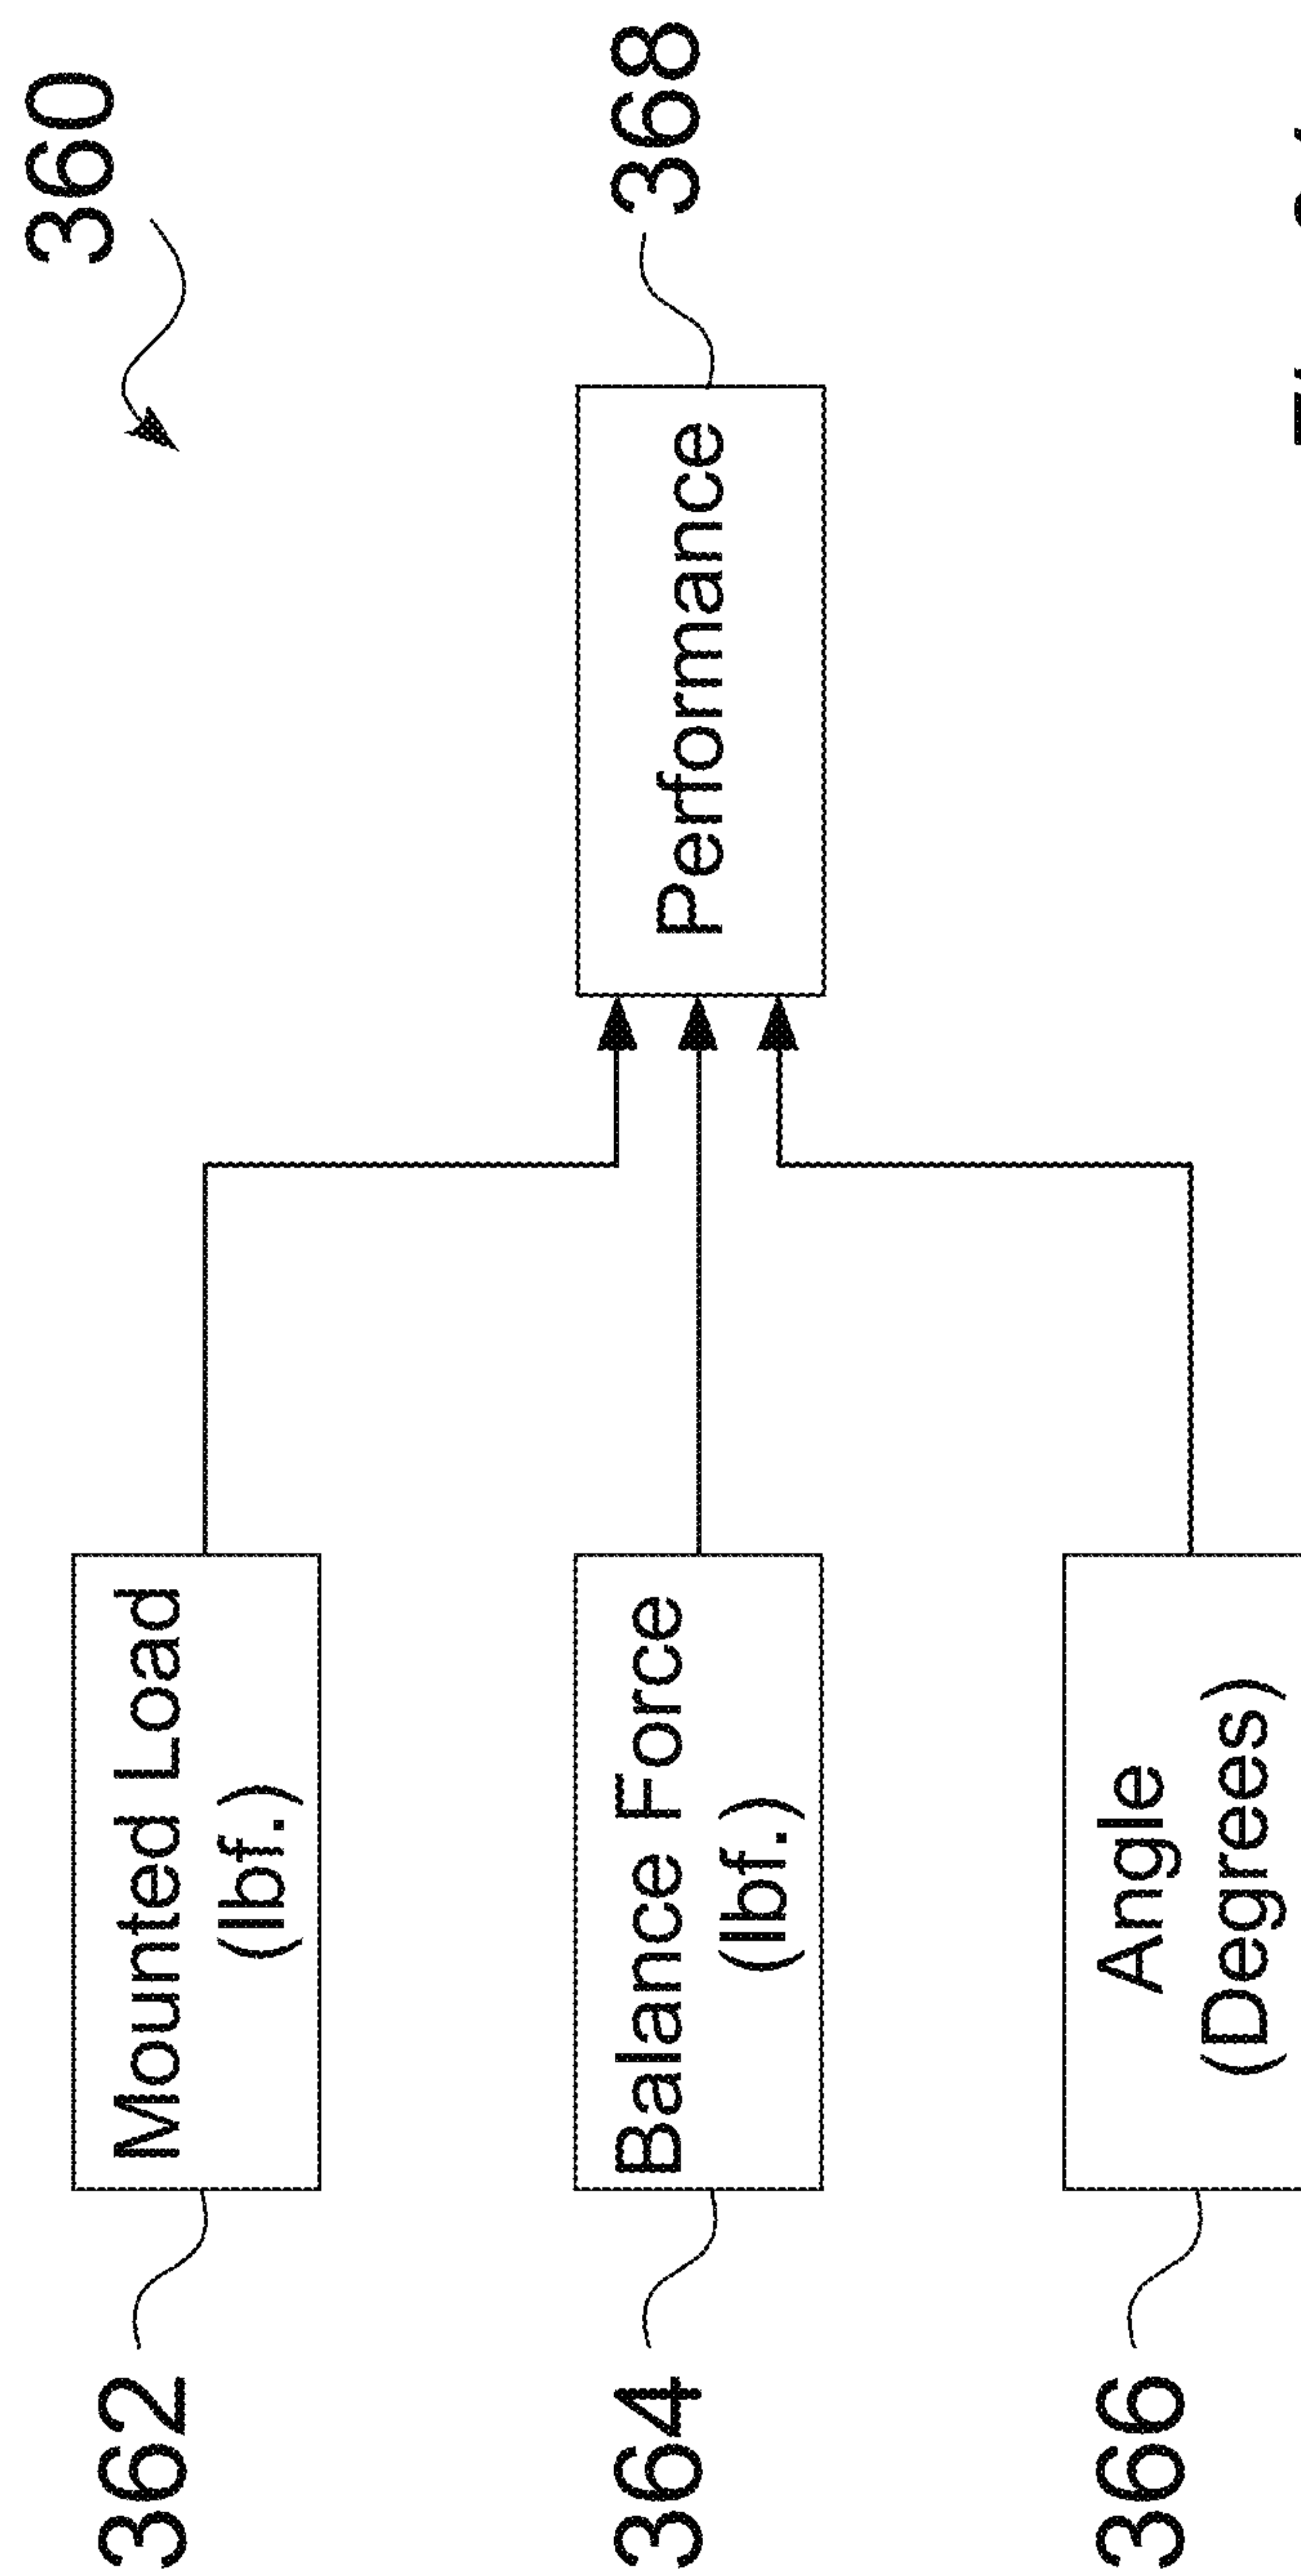 360
362
Mounted Load
(lbf.)
364
Balance Force
(lbf.)
Performance
368
366
Angle
(Degrees)